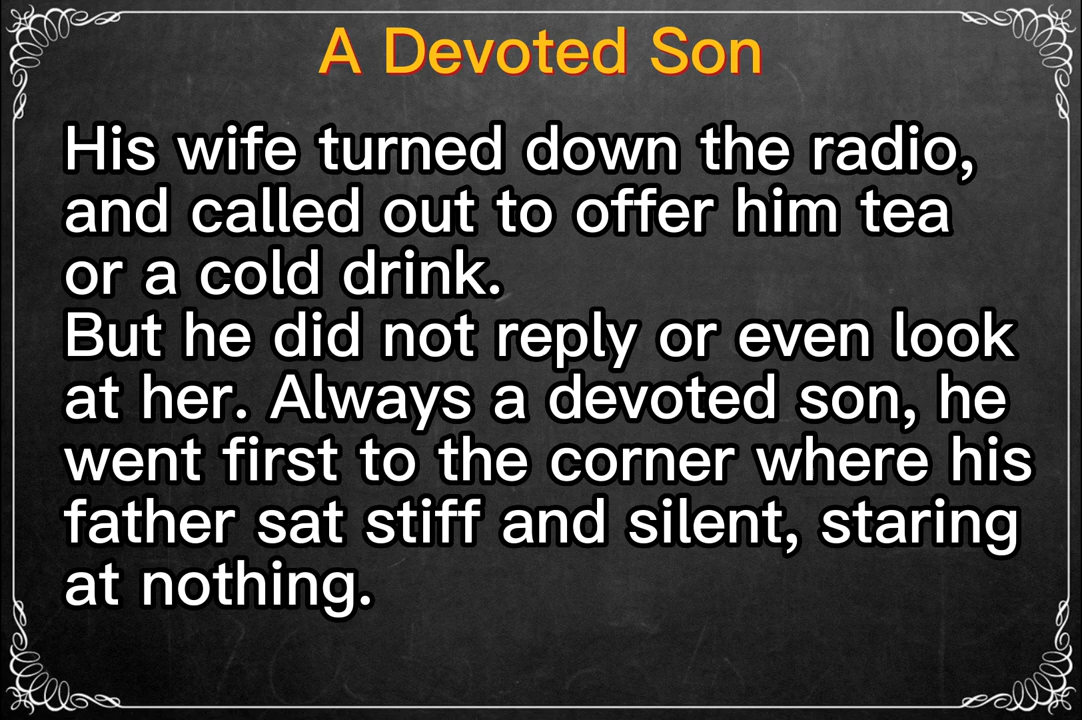 A Devoted Son
His wife turned down the radio,
and called out to offer him tea
or a cold drink.
But he did not reply or even look
at her. Always a devoted son, he
went first to the corner where his
father sat stiff and silent, staring
at nothing.